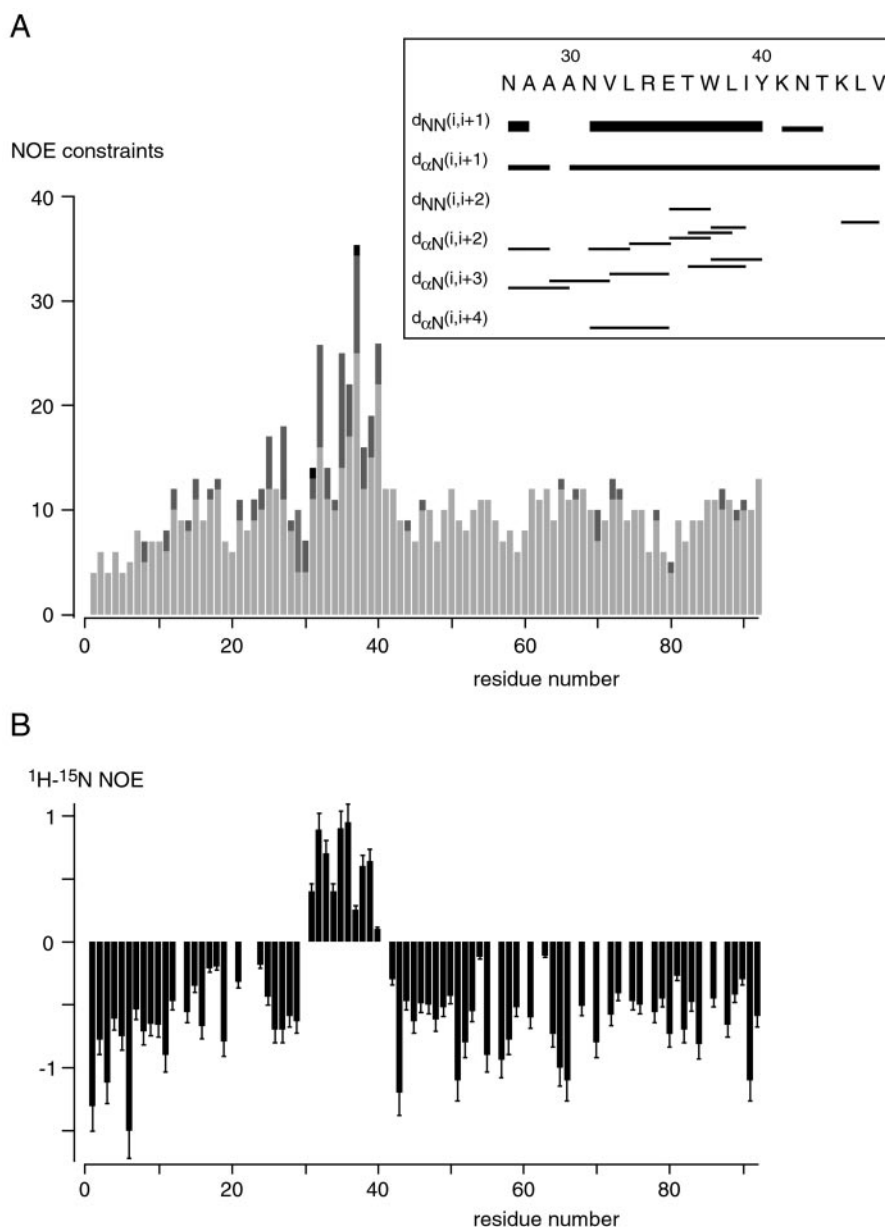 A
30 40
N A A A N V L R E T W L I Y K N T K L V
dNN(i,i+1)
dαN(i,i+1)
dNN(i,i+2)
dαN(i,i+2)
dαN(i,i+3)
dαN(i,i+4)
NOE constraints
40
30
20
10
0
0 20 40 60 80
residue number
B
1H-15N NOE
1
0
-1
0 20 40 60 80
residue number